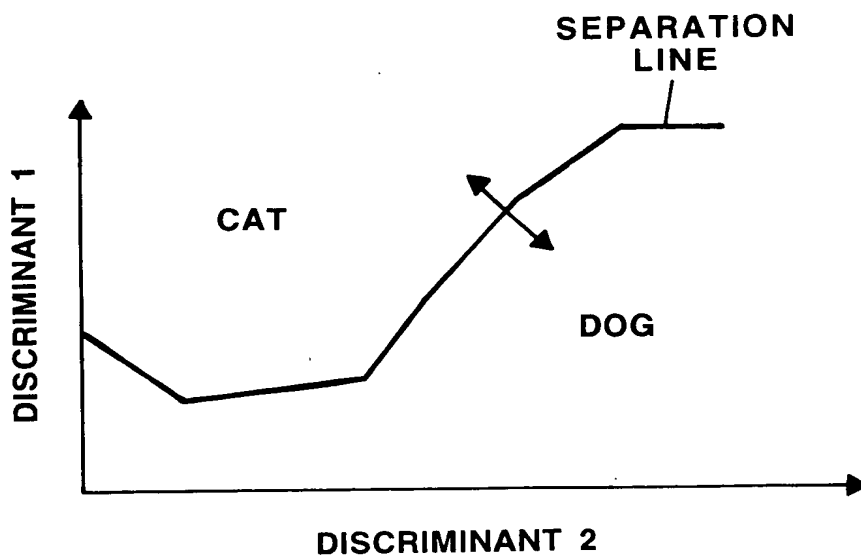 SEPARATION
LINE
DISCRIMINANT 1
CAT
DOG
DISCRIMINANT 2